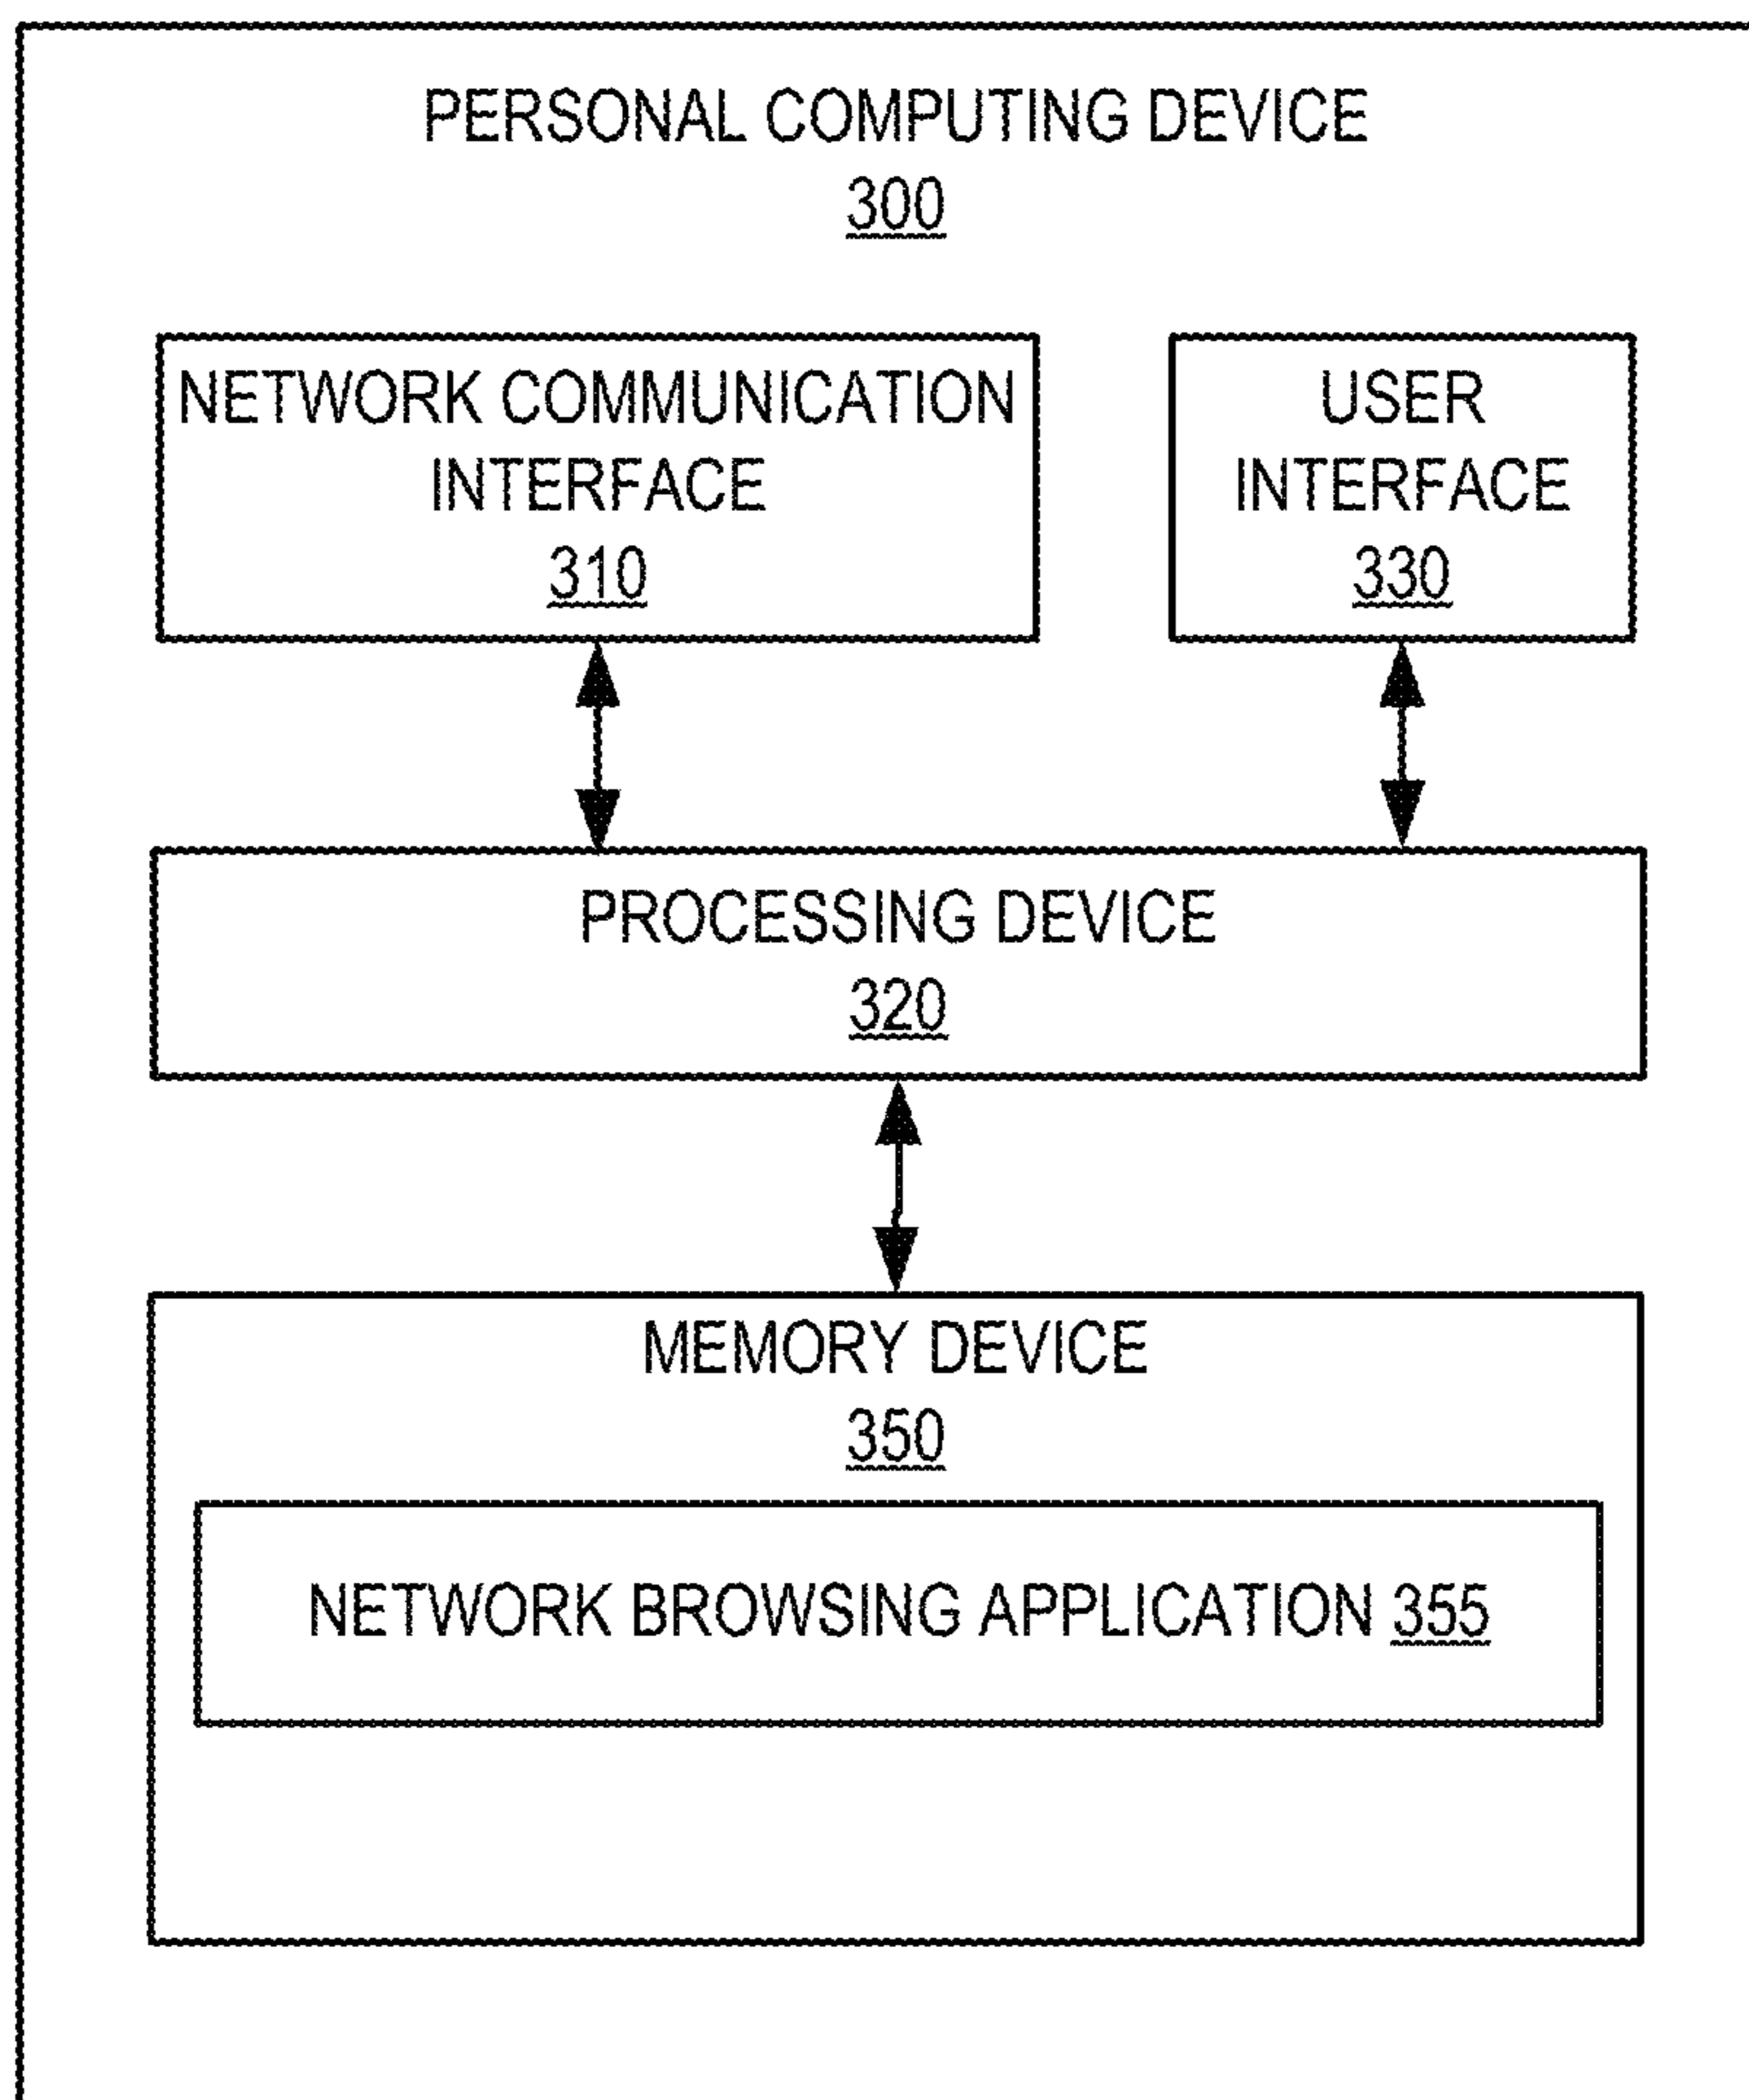 PERSONAL COMPUTING DEVICE
300
NETWORK COMMUNICATION
INTERFACE
310
USER
INTERFACE
330
PROCESSING DEVICE
320
MEMORY DEVICE
350
NETWORK BROWSING APPLICATION 355